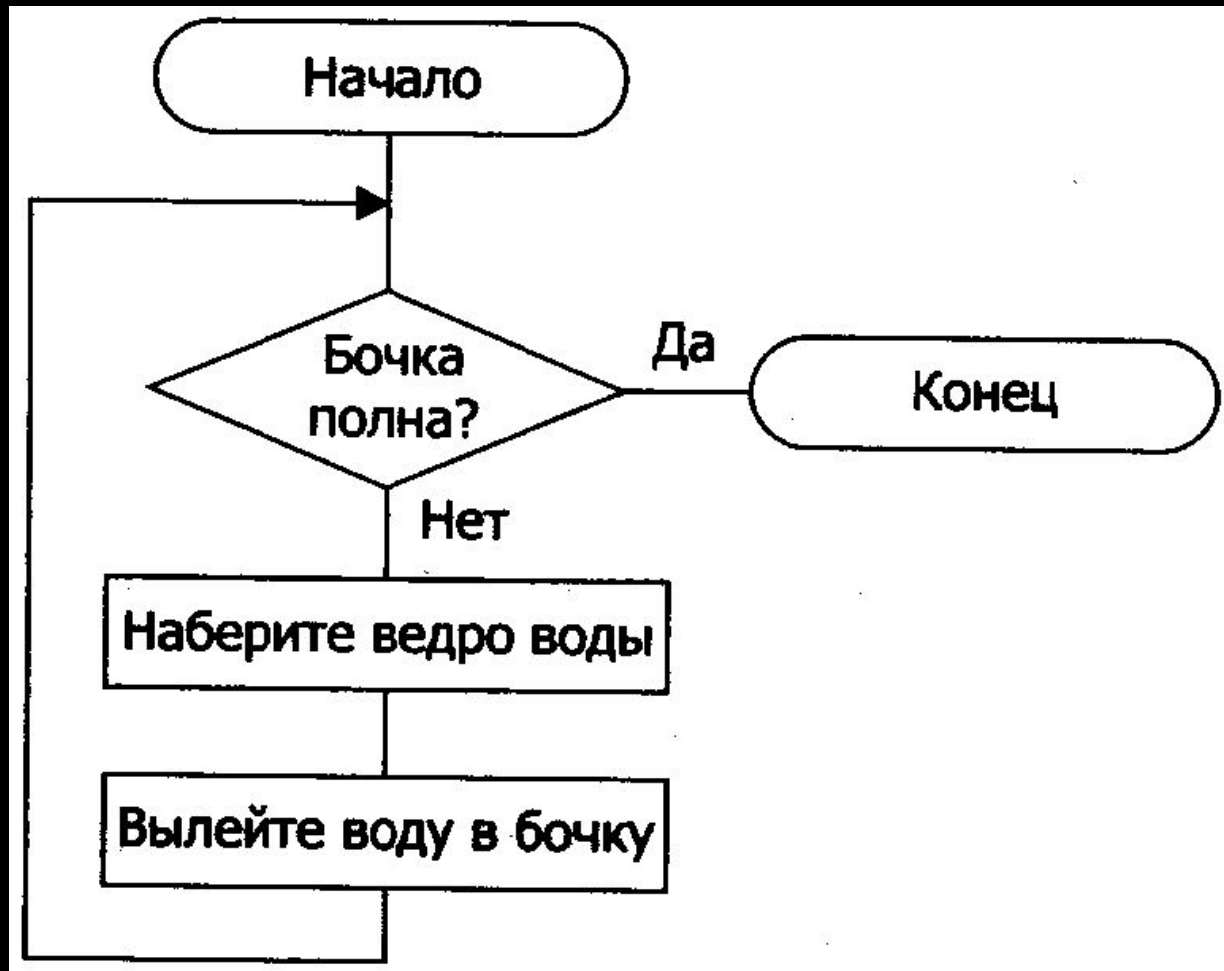 Начало
Бочка
полна?
Да
Конец
Нет
Наберите ведро воды
Вылейте воду в бочку